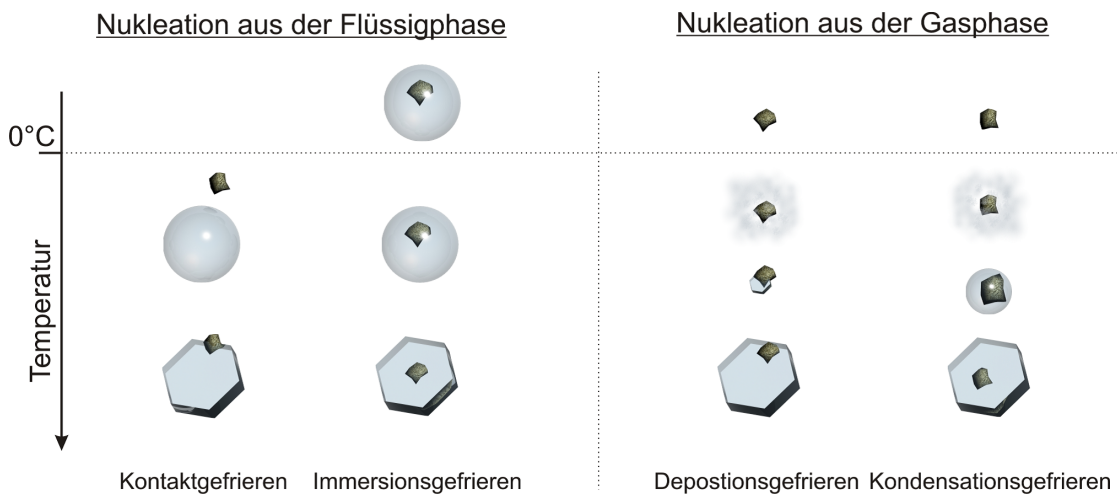 Nukleation aus der Flüssigphase
Nukleation aus der Gasphase
0°C
Temperatur
Kontaktgefrieren
Immersionsgefrieren
Depostionsgefrieren
Kondensationsgefrieren